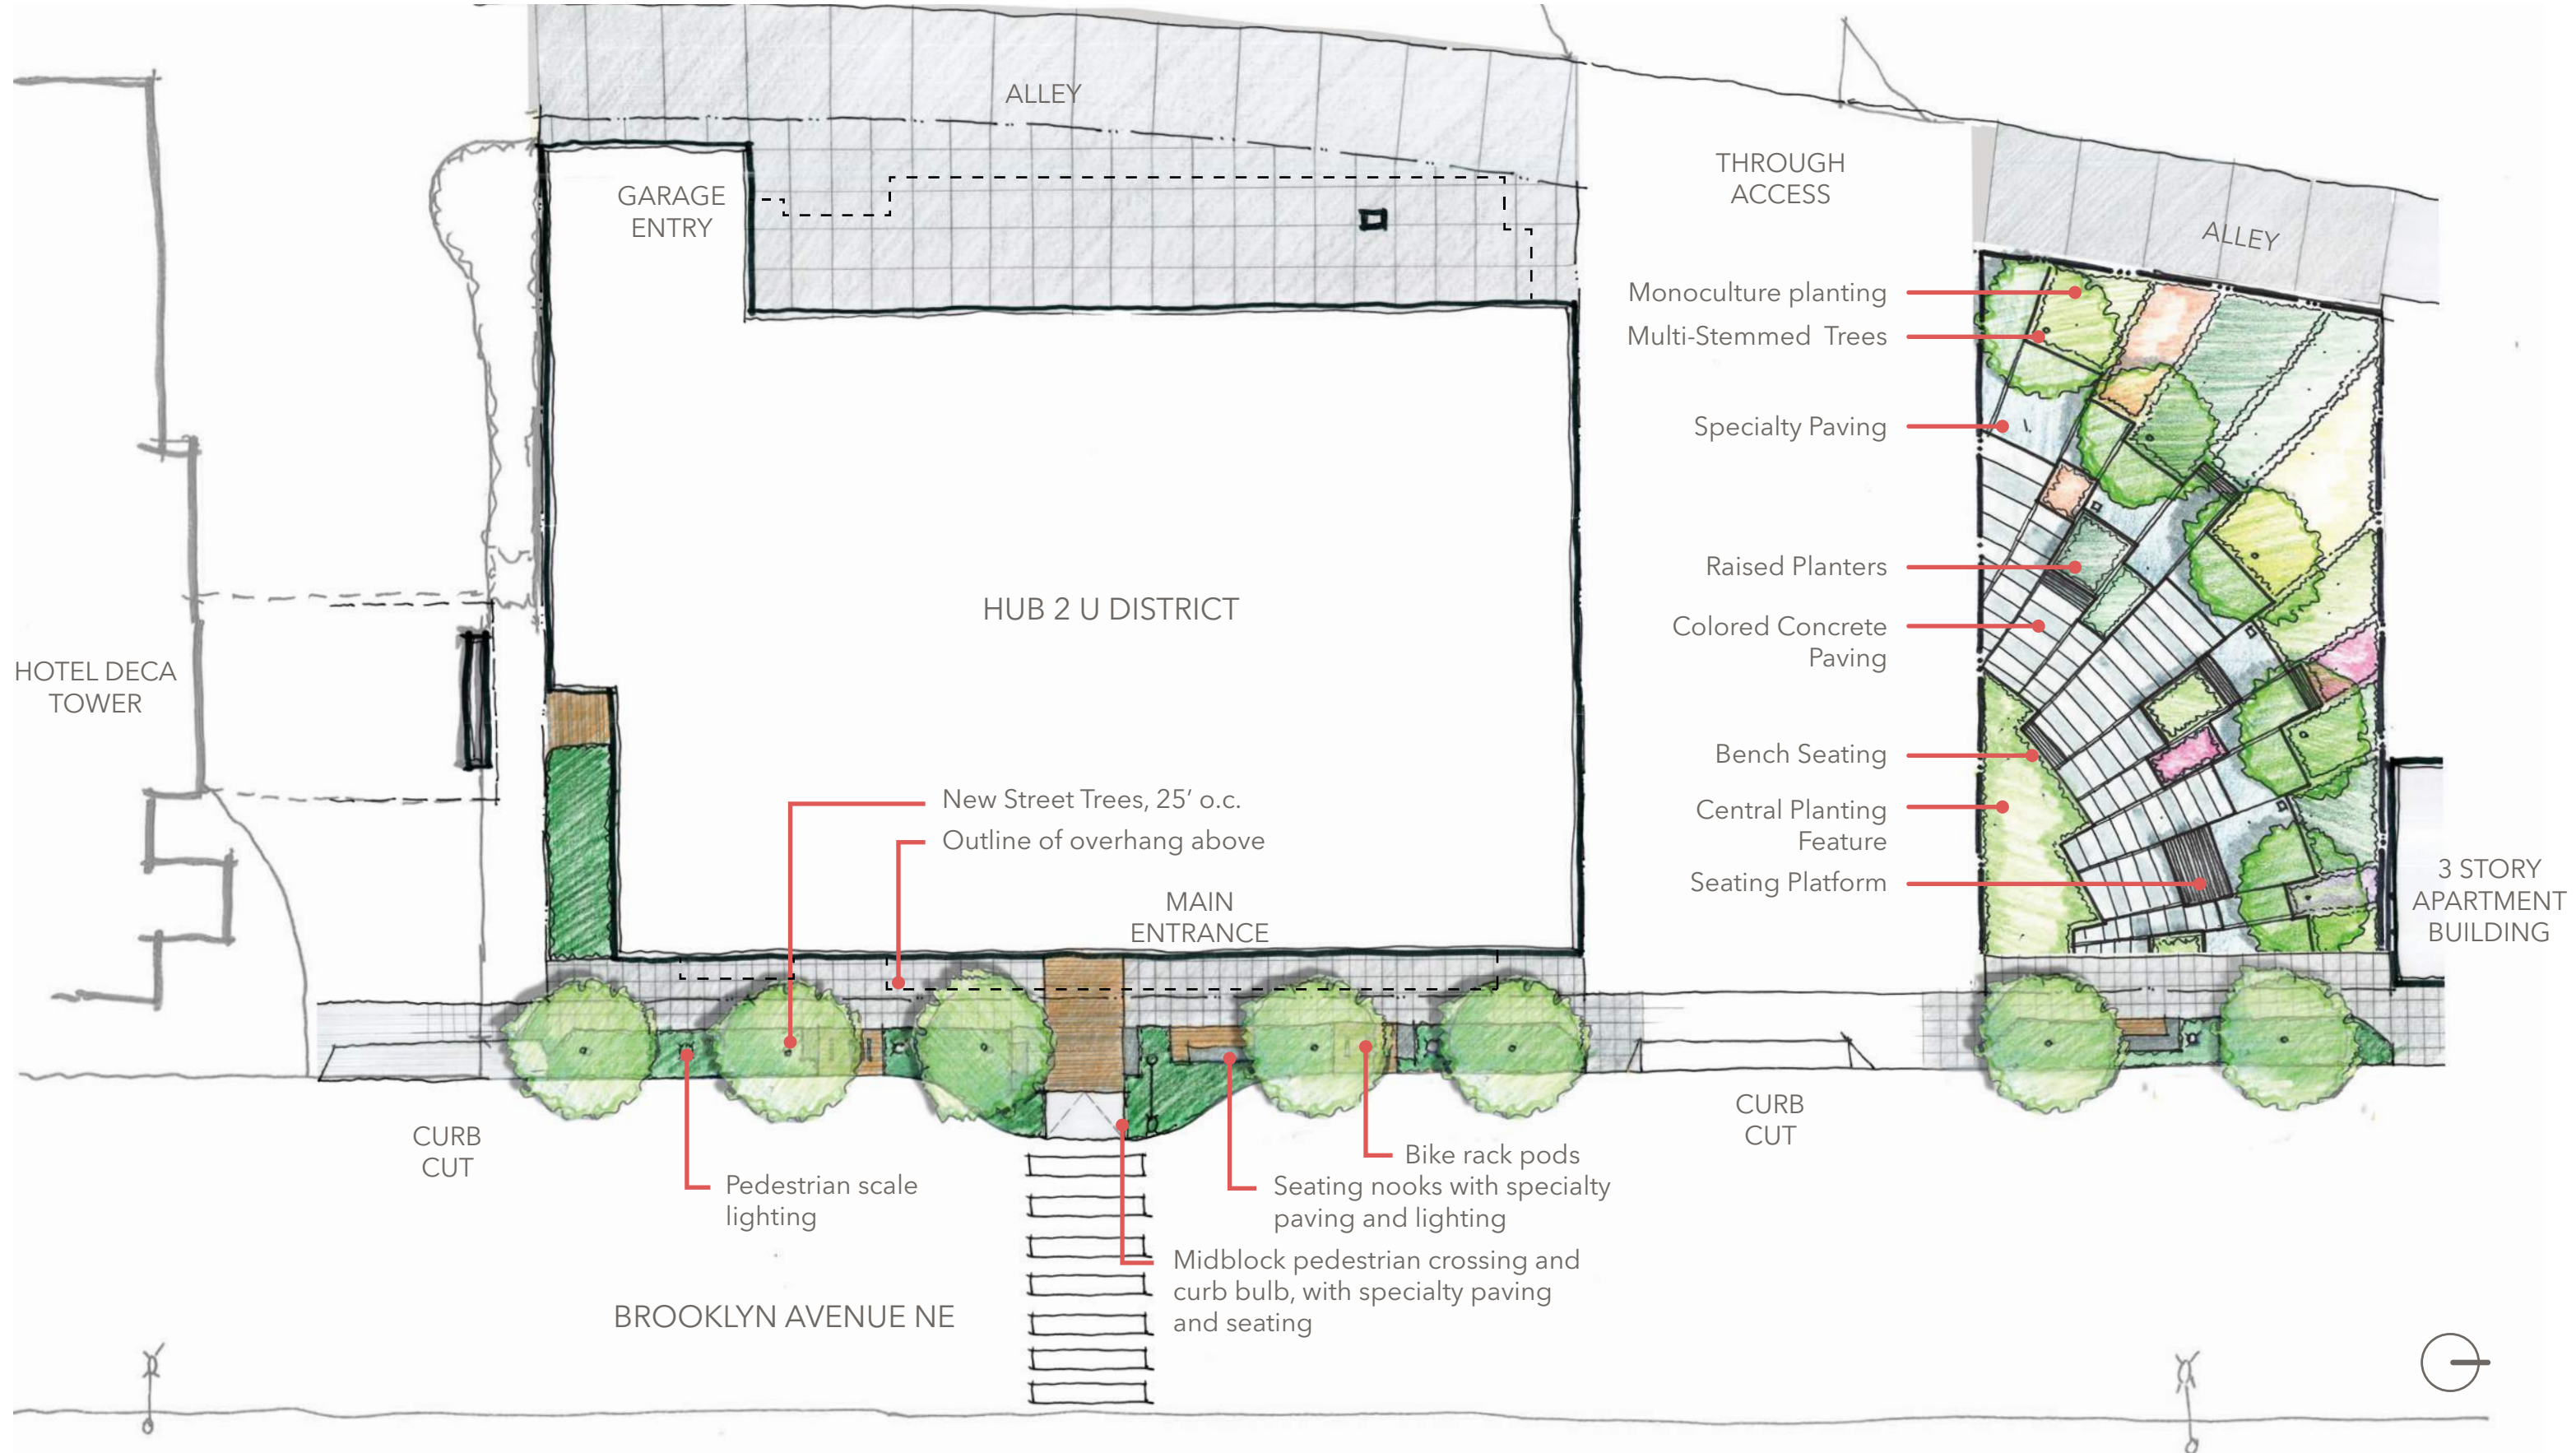 ALLEY
THROUGH
ACCESS
GARAGE
ENTRY
ALLEY
Monoculture planting
Multi-Stemmed Trees
Specialty Paving
Raised Planters
HUB 2 U DISTRICT
Colored Concrete
Paving
HOTEL DECA
TOWER
Bench Seating
New Street Trees, 25’ o.c.
Central Planting
Feature
Outline of overhang above
Seating Platform
3 STORY
APARTMENT
BUILDING
MAIN
ENTRANCE
CURB
CUT
CURB
CUT
Pedestrian scale
lighting
Bike rack pods
Seating nooks with specialty
paving and lighting
Midblock pedestrian crossing and
curb bulb, with specialty paving
and seating
BROOKLYN AVENUE NE